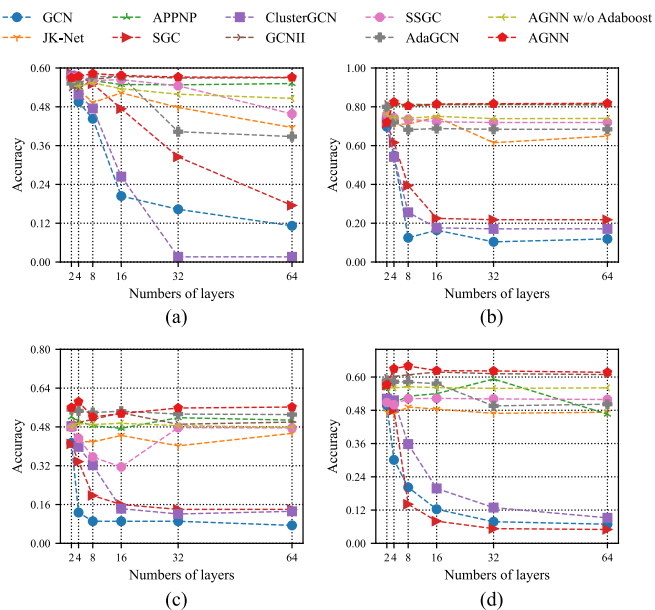 GCN APPNP ClusterGCN SSGC AGNN w/o Adaboost
JK-Net SGC GCNII AdaGCN AGNN
0.60
0.48
0.36
0.24
0.12
0.00
Accuracy
2 4 8 16 32 64
Numbers of layers
(a)
1.00
0.80
0.60
0.40
0.20
0.00
Accuracy
2 4 8 16 32 64
Numbers of layers
(b)
0.80
0.64
0.48
0.32
0.16
0.00
Accuracy
2 4 8 16 32 64
Numbers of layers
(c)
0.60
0.48
0.36
0.24
0.12
0.00
Accuracy
2 4 8 16 32 64
Numbers of layers
(d)